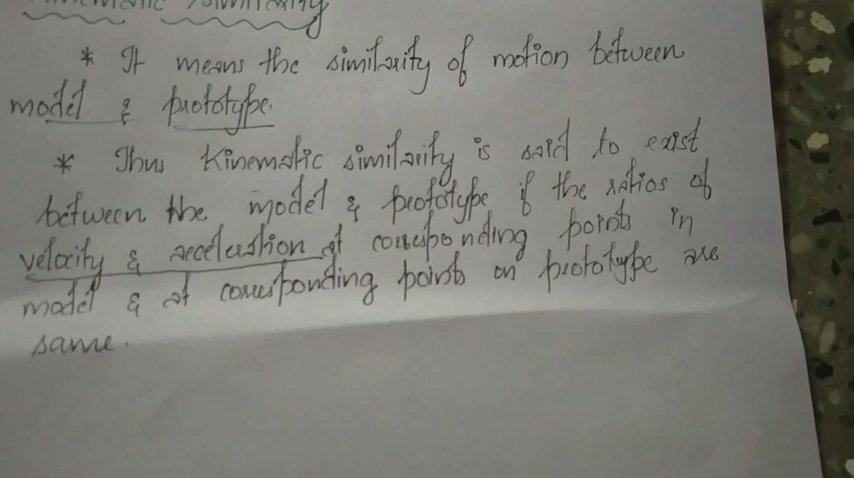 Kinematic similarity
* It means the similarity of motion between
model & prototype.
* Thus Kinematic similarity is said to exist
between the model & prototype if the ratios of
velocity & acceleration at corresponding points in
model & at corresponding points on prototype are
same.